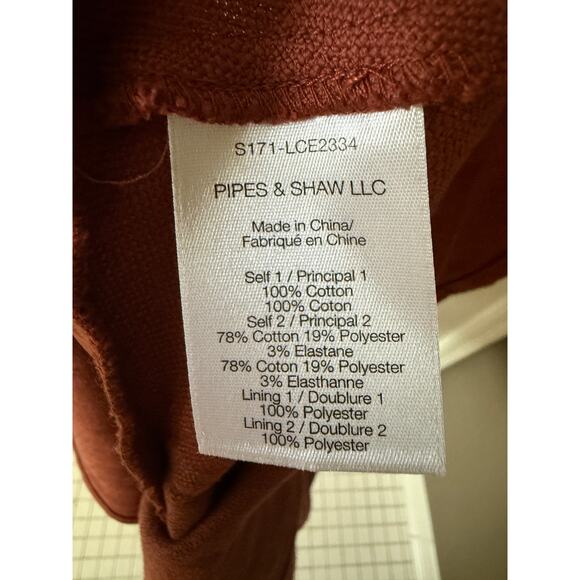 S171-LCE2334
PIPES & SHAW LLC
Made in China/
Fabriqué en Chine
Self 1 / Principal 1
100% Cotton
100% Coton
Self 2 / Principal 2
78% Cotton 19% Polyester
3% Elastane
78% Coton 19% Polyester
3% Elasthanne
Lining 1 / Doublure 1
100% Polyester
Lining 2 / Doublure 2
100% Polyester